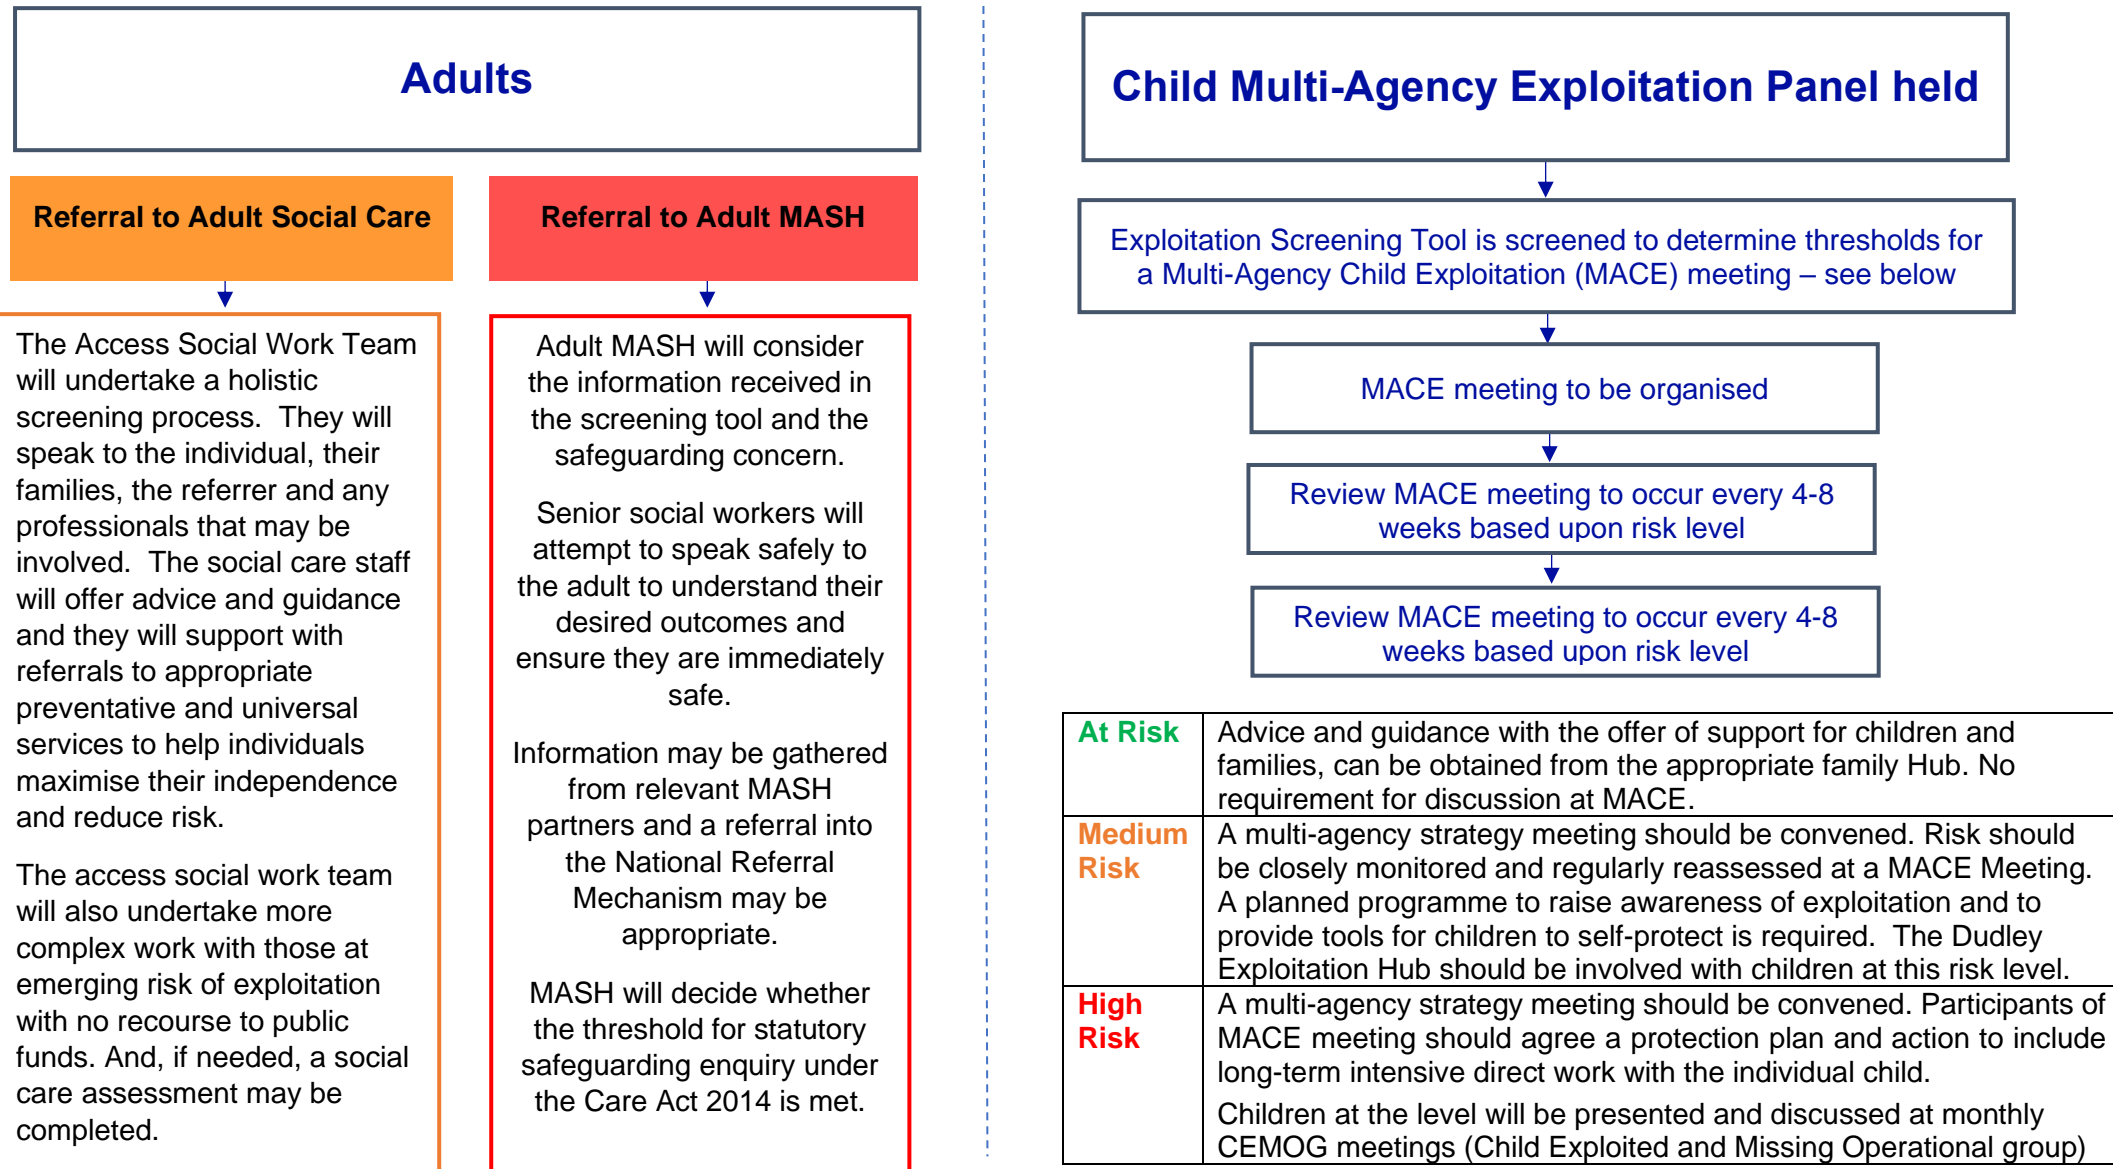 Adults
Referral to Adult Social Care
The Access Social Work Team
will undertake a holistic
screening process.  They will
speak to the individual, their
families, the referrer and any
professionals that may be
involved.  The social care staff
will offer advice and guidance
and they will support with
referrals to appropriate
preventative and universal
services to help individuals
maximise their independence
and reduce risk.
The access social work team
will also undertake more
complex work with those at
emerging risk of exploitation
with no recourse to public
funds. And, if needed, a social
care assessment may be
completed.
Referral to Adult MASH
Adult MASH will consider
the information received in
the screening tool and the
safeguarding concern.
Senior social workers will
attempt to speak safely to
the adult to understand their
desired outcomes and
ensure they are immediately
safe.
Information may be gathered
from relevant MASH
partners and a referral into
the National Referral
Mechanism may be
appropriate.
MASH will decide whether
the threshold for statutory
safeguarding enquiry under
the Care Act 2014 is met.
Child Multi-Agency Exploitation Panel held
Exploitation Screening Tool is screened to determine thresholds for
a Multi-Agency Child Exploitation (MACE) meeting – see below
MACE meeting to be organised
Review MACE meeting to occur every 4-8
weeks based upon risk level
Review MACE meeting to occur every 4-8
weeks based upon risk level
At Risk
Advice and guidance with the offer of support for children and
families, can be obtained from the appropriate family Hub. No
requirement for discussion at MACE.
Medium
Risk
A multi-agency strategy meeting should be convened. Risk should
be closely monitored and regularly reassessed at a MACE Meeting.
A planned programme to raise awareness of exploitation and to
provide tools for children to self-protect is required.  The Dudley
Exploitation Hub should be involved with children at this risk level.
High
Risk
A multi-agency strategy meeting should be convened. Participants of
MACE meeting should agree a protection plan and action to include
long-term intensive direct work with the individual child.
Children at the level will be presented and discussed at monthly
CEMOG meetings (Child Exploited and Missing Operational group)